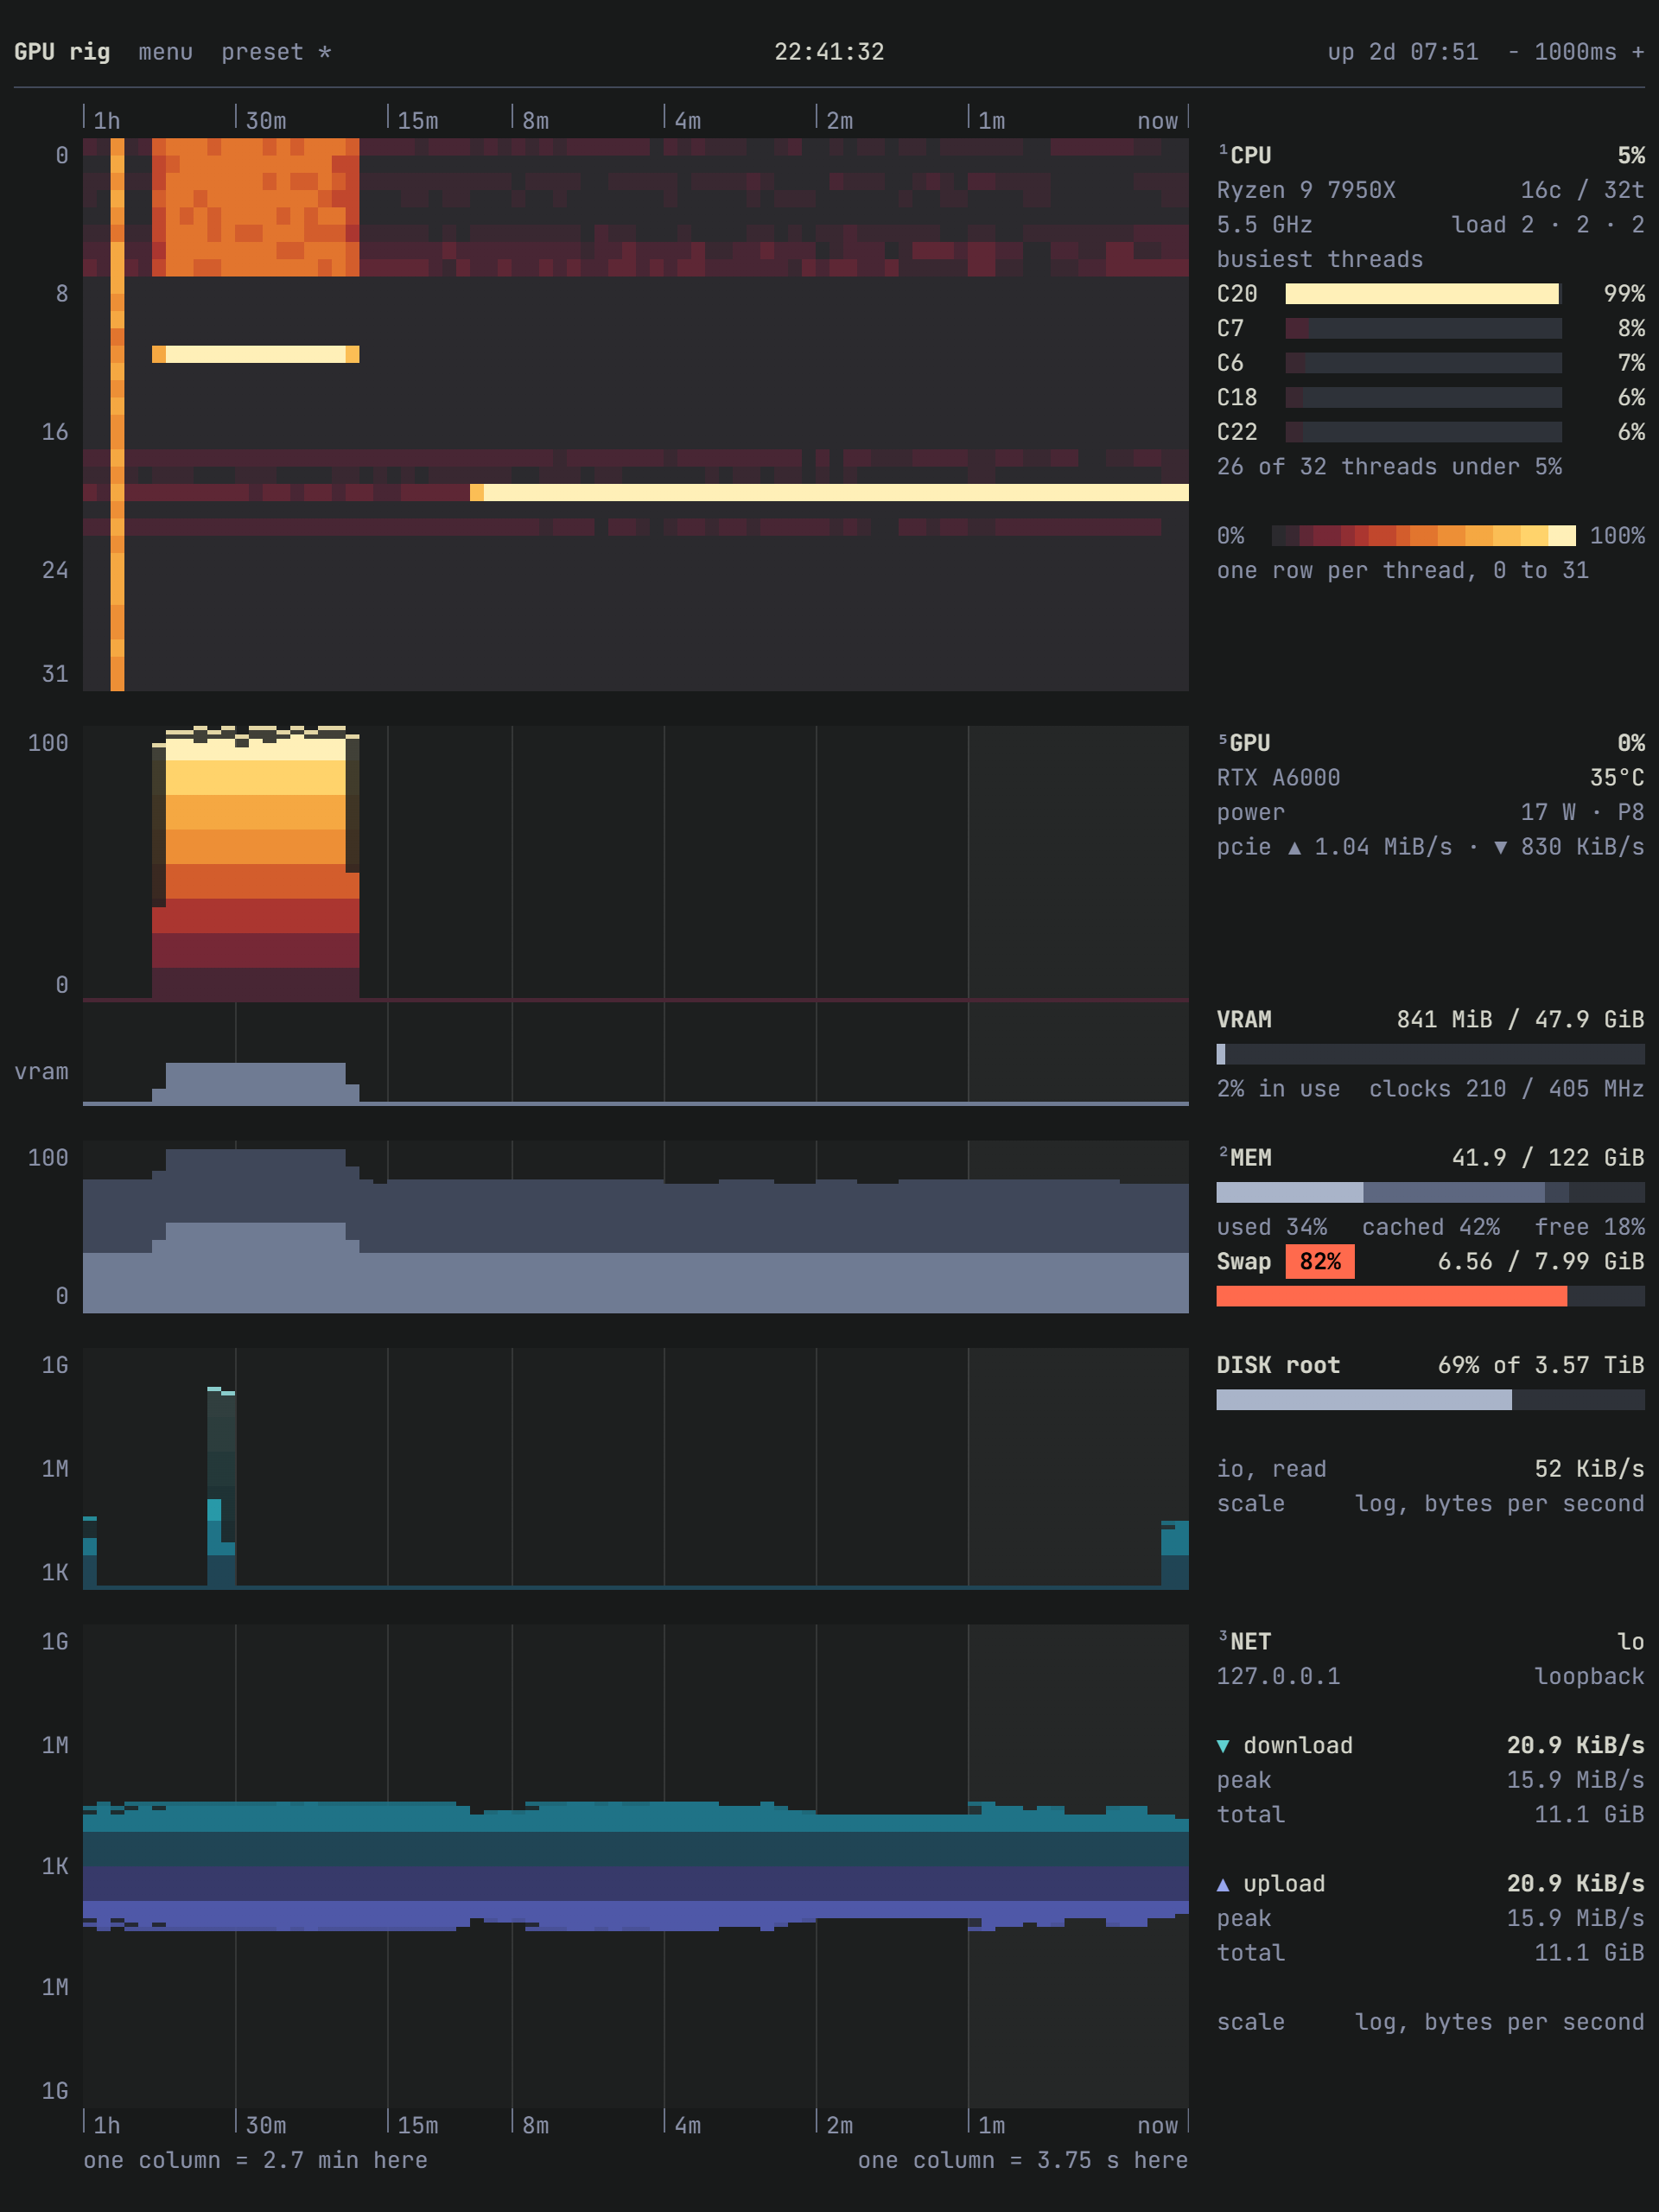 GPU rig menu preset * 22:41:32 up 2d 07:51 - 1000ms +
1h 30m 15m 8m 4m 2m 1m now
0
8
16
24
31
¹CPU 5%
Ryzen 9 7950X 16c / 32t
5.5 GHz load 2 · 2 · 2
busiest threads
C20 99%
C7 8%
C6 7%
C18 6%
C22 6%
26 of 32 threads under 5%
0% 100%
one row per thread, 0 to 31
100
0
vram
⁵GPU 0%
RTX A6000 35°C
power 17 W · P8
pcie ▲ 1.04 MiB/s · ▼ 830 KiB/s
VRAM 841 MiB / 47.9 GiB
2% in use clocks 210 / 405 MHz
100
0
²MEM 41.9 / 122 GiB
used 34% cached 42% free 18%
Swap 82% 6.56 / 7.99 GiB
1G
1M
1K
DISK root 69% of 3.57 TiB
io, read 52 KiB/s
scale log, bytes per second
1G
1M
1K
1M
1G
³NET lo
127.0.0.1 loopback
▼ download 20.9 KiB/s
peak 15.9 MiB/s
total 11.1 GiB
▲ upload 20.9 KiB/s
peak 15.9 MiB/s
total 11.1 GiB
scale log, bytes per second
1h 30m 15m 8m 4m 2m 1m now
one column = 2.7 min here one column = 3.75 s here